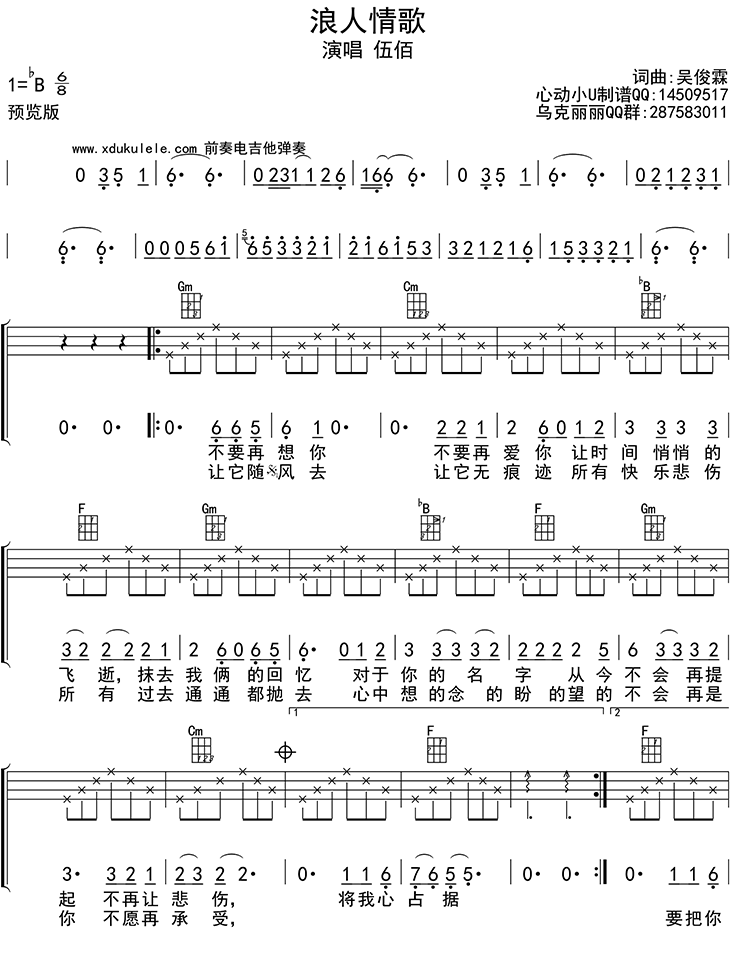 浪人情歌
演唱 伍佰
1=♭B 6/8
词曲:吴俊霖
心动小U制谱QQ:14509517
预览版
乌克丽丽QQ群:287583011
www.xdukulele.com 前奏电吉他弹奏
0 3 5 1 | 6· 6· | 0 2 3 1 1 1 2 6 | 1 6 6 6 6· | 0 3 5 1 | 6· 6· | 0 2 1 2 3 1
6· 6· | 0 0 0 5 6 1 | 5 6 5 3 3 2 1 | 2 1 6 1 5 3 | 3 2 1 2 1 6 | 1 5 3 3 2 1 | 6· 6·
Gm Cm ♭B
0· 0· 0· 6 6 5 6 1 0· 0· 2 2 1 2 6 0 1 2 3 3 3 3
不要再想你 不要再爱你让时间悄悄的
让它随风去 让它无痕迹所有快乐悲伤
F Gm ♭B F Gm
3 2 2 2 2 1 2 6 0 6 5 6· 0 1 2 3 3 3 3 2 2 2 2 5 6 3 3 3 2
飞逝,抹去我俩的回忆 对于你的名字从今不会再提
所有过去通通都抛去 心中想的念的盼的望的不会再是
1 2
Cm F F
3· 3 2 1 2 3 2 2· 0· 1 1 6 7 6 5 5· 0· 0· 0· 1 1 6
起 不再让悲伤, 将我心占据
你 不愿再承受, 要把你